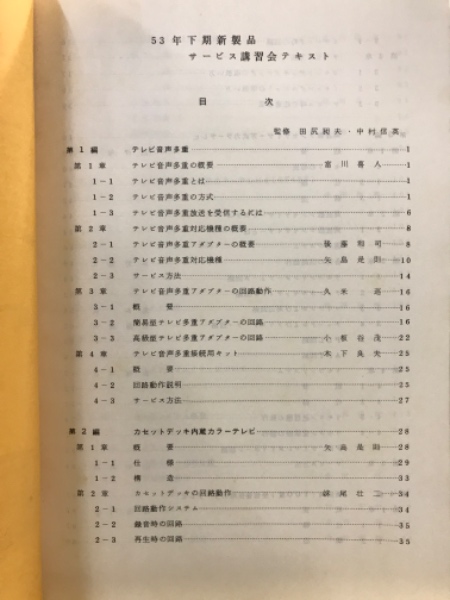 53年下期新製品
サービス講習会テキスト
目 次
監修 田尻 夫・中村信
第1編 テレビ音声多重 1
第1章 テレビ音声多重の概要 富川喜人 1
1-1 テレビ音声多重とは 1
1-2 テレビ音声多重の方式 1
1-3 テレビ音声多重放送を受信するには 6
第2章 テレビ音声多重対応機種の概要 8
2-1 テレビ音声多重アダプターの概要 後藤 司 8
2-2 テレビ音声多重対応機種 矢島是則 10
2-3 サービス方法 14
第3章 テレビ音声多重アダプターの回路動作 久米 16
3-1 概 要 16
3-2 簡易組テレビ多重アダプターの回路 16
3-3 高級組テレビ多重アダプターの回路 小 谷茂 22
第4章 テレビ音声多重接続用キット 木下良夫 25
4-1 概 要 25
4-2 回路動作説明 25
4-3 サービス方法 27
第2編 カセットデッキ内蔵カラーテレビ 28
第1章 概 要 矢島是則 28
1-1 仕 様 29
1-2 構 造 33
第2章 カセットデッキの回路動作 尾壮二 34
2-1 回路動作システム 34
2-2 録音時の回路 35
2-3 再生時の回路 35